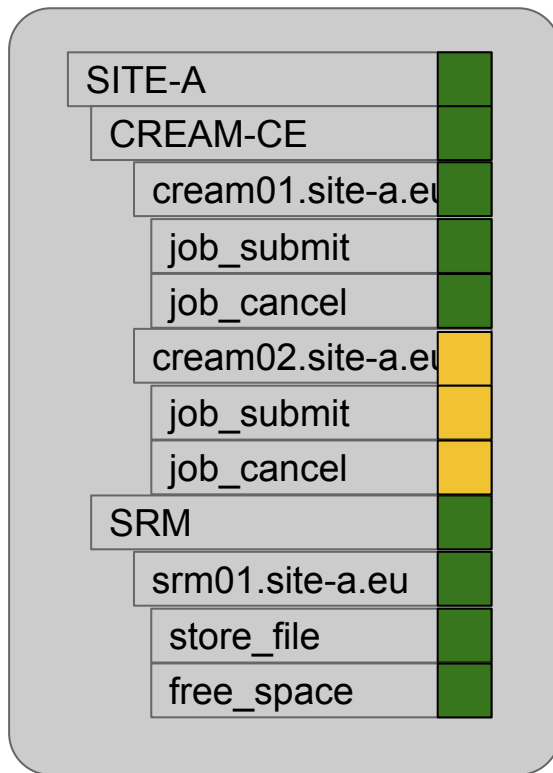 SITE-A
CREAM-CE
cream01.site-a.eu
job_submit
job_cancel
cream02.site-a.eu
job_submit
job_cancel
SRM
srm01.site-a.eu
store_file
free_space